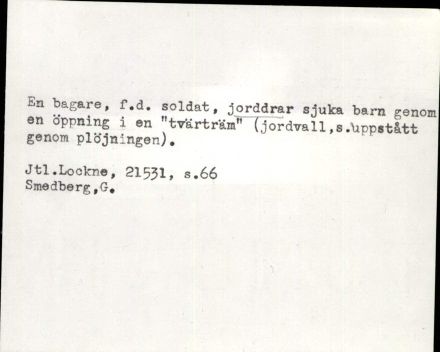 En bagare, f.d. soldat, jorddrar sjuka barn genom
en öppning i en "tvärträm" (jordvall,s.uppstått
genom plöjningen).
Jtl.Lockne, 21531, s.66
Smedberg,G.